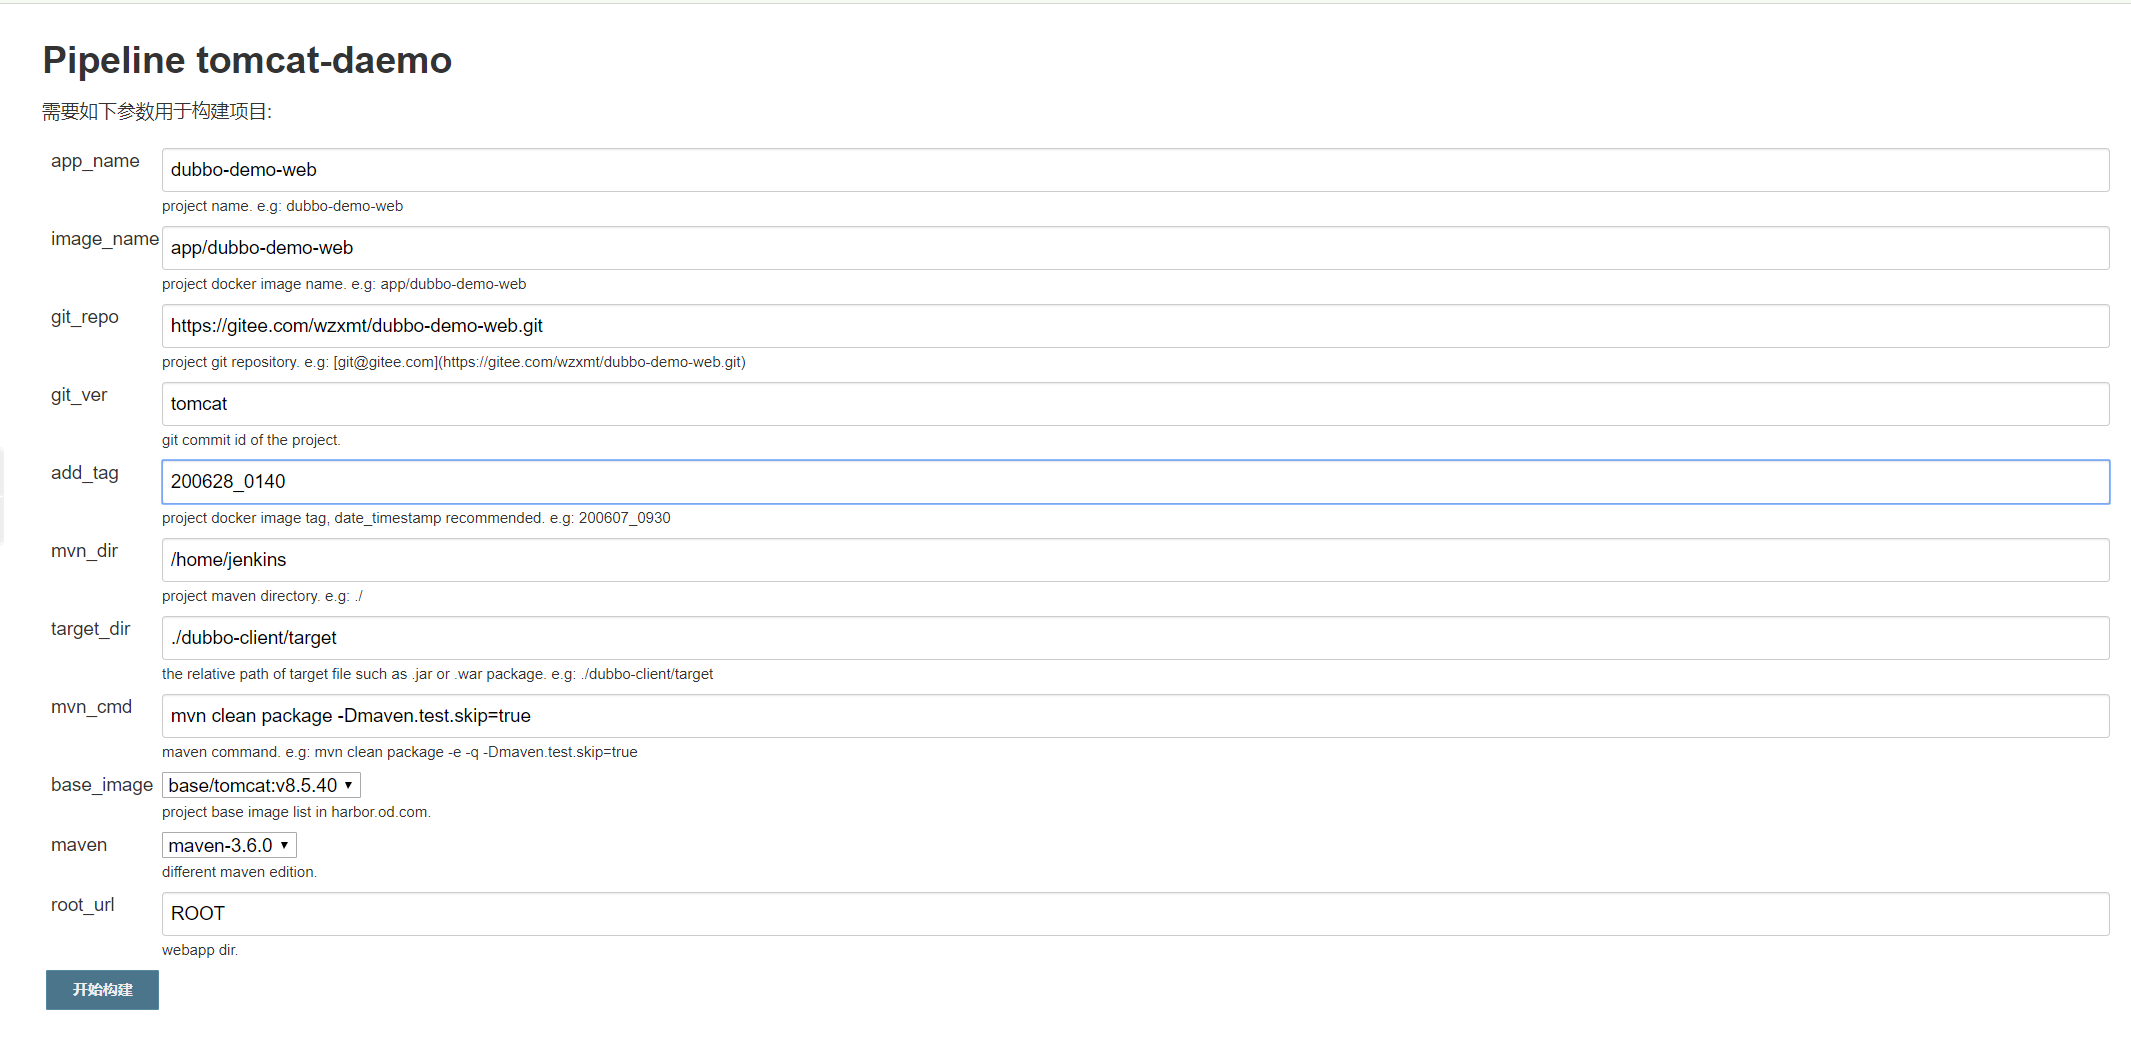 Pipeline tomcat-daemo
需要如下参数用于构建项目:
app_name
dubbo-demo-web
project name. e.g: dubbo-demo-web
image_name
app/dubbo-demo-web
project docker image name. e.g: app/dubbo-demo-web
git_repo
https://gitee.com/wzxmt/dubbo-demo-web.git
project git repository. e.g: [git@gitee.com](https://gitee.com/wzxmt/dubbo-demo-web.git)
git_ver
tomcat
git commit id of the project.
add_tag
200628_0140
project docker image tag, date_timestamp recommended. e.g: 200607_0930
mvn_dir
/home/jenkins
project maven directory. e.g: ./
target_dir
./dubbo-client/target
the relative path of target file such as .jar or .war package. e.g: ./dubbo-client/target
mvn_cmd
mvn clean package -Dmaven.test.skip=true
maven command. e.g: mvn clean package -e -q -Dmaven.test.skip=true
base_image
base/tomcat:v8.5.40
project base image list in harbor.od.com.
maven
maven-3.6.0
different maven edition.
root_url
ROOT
webapp dir.
开始构建